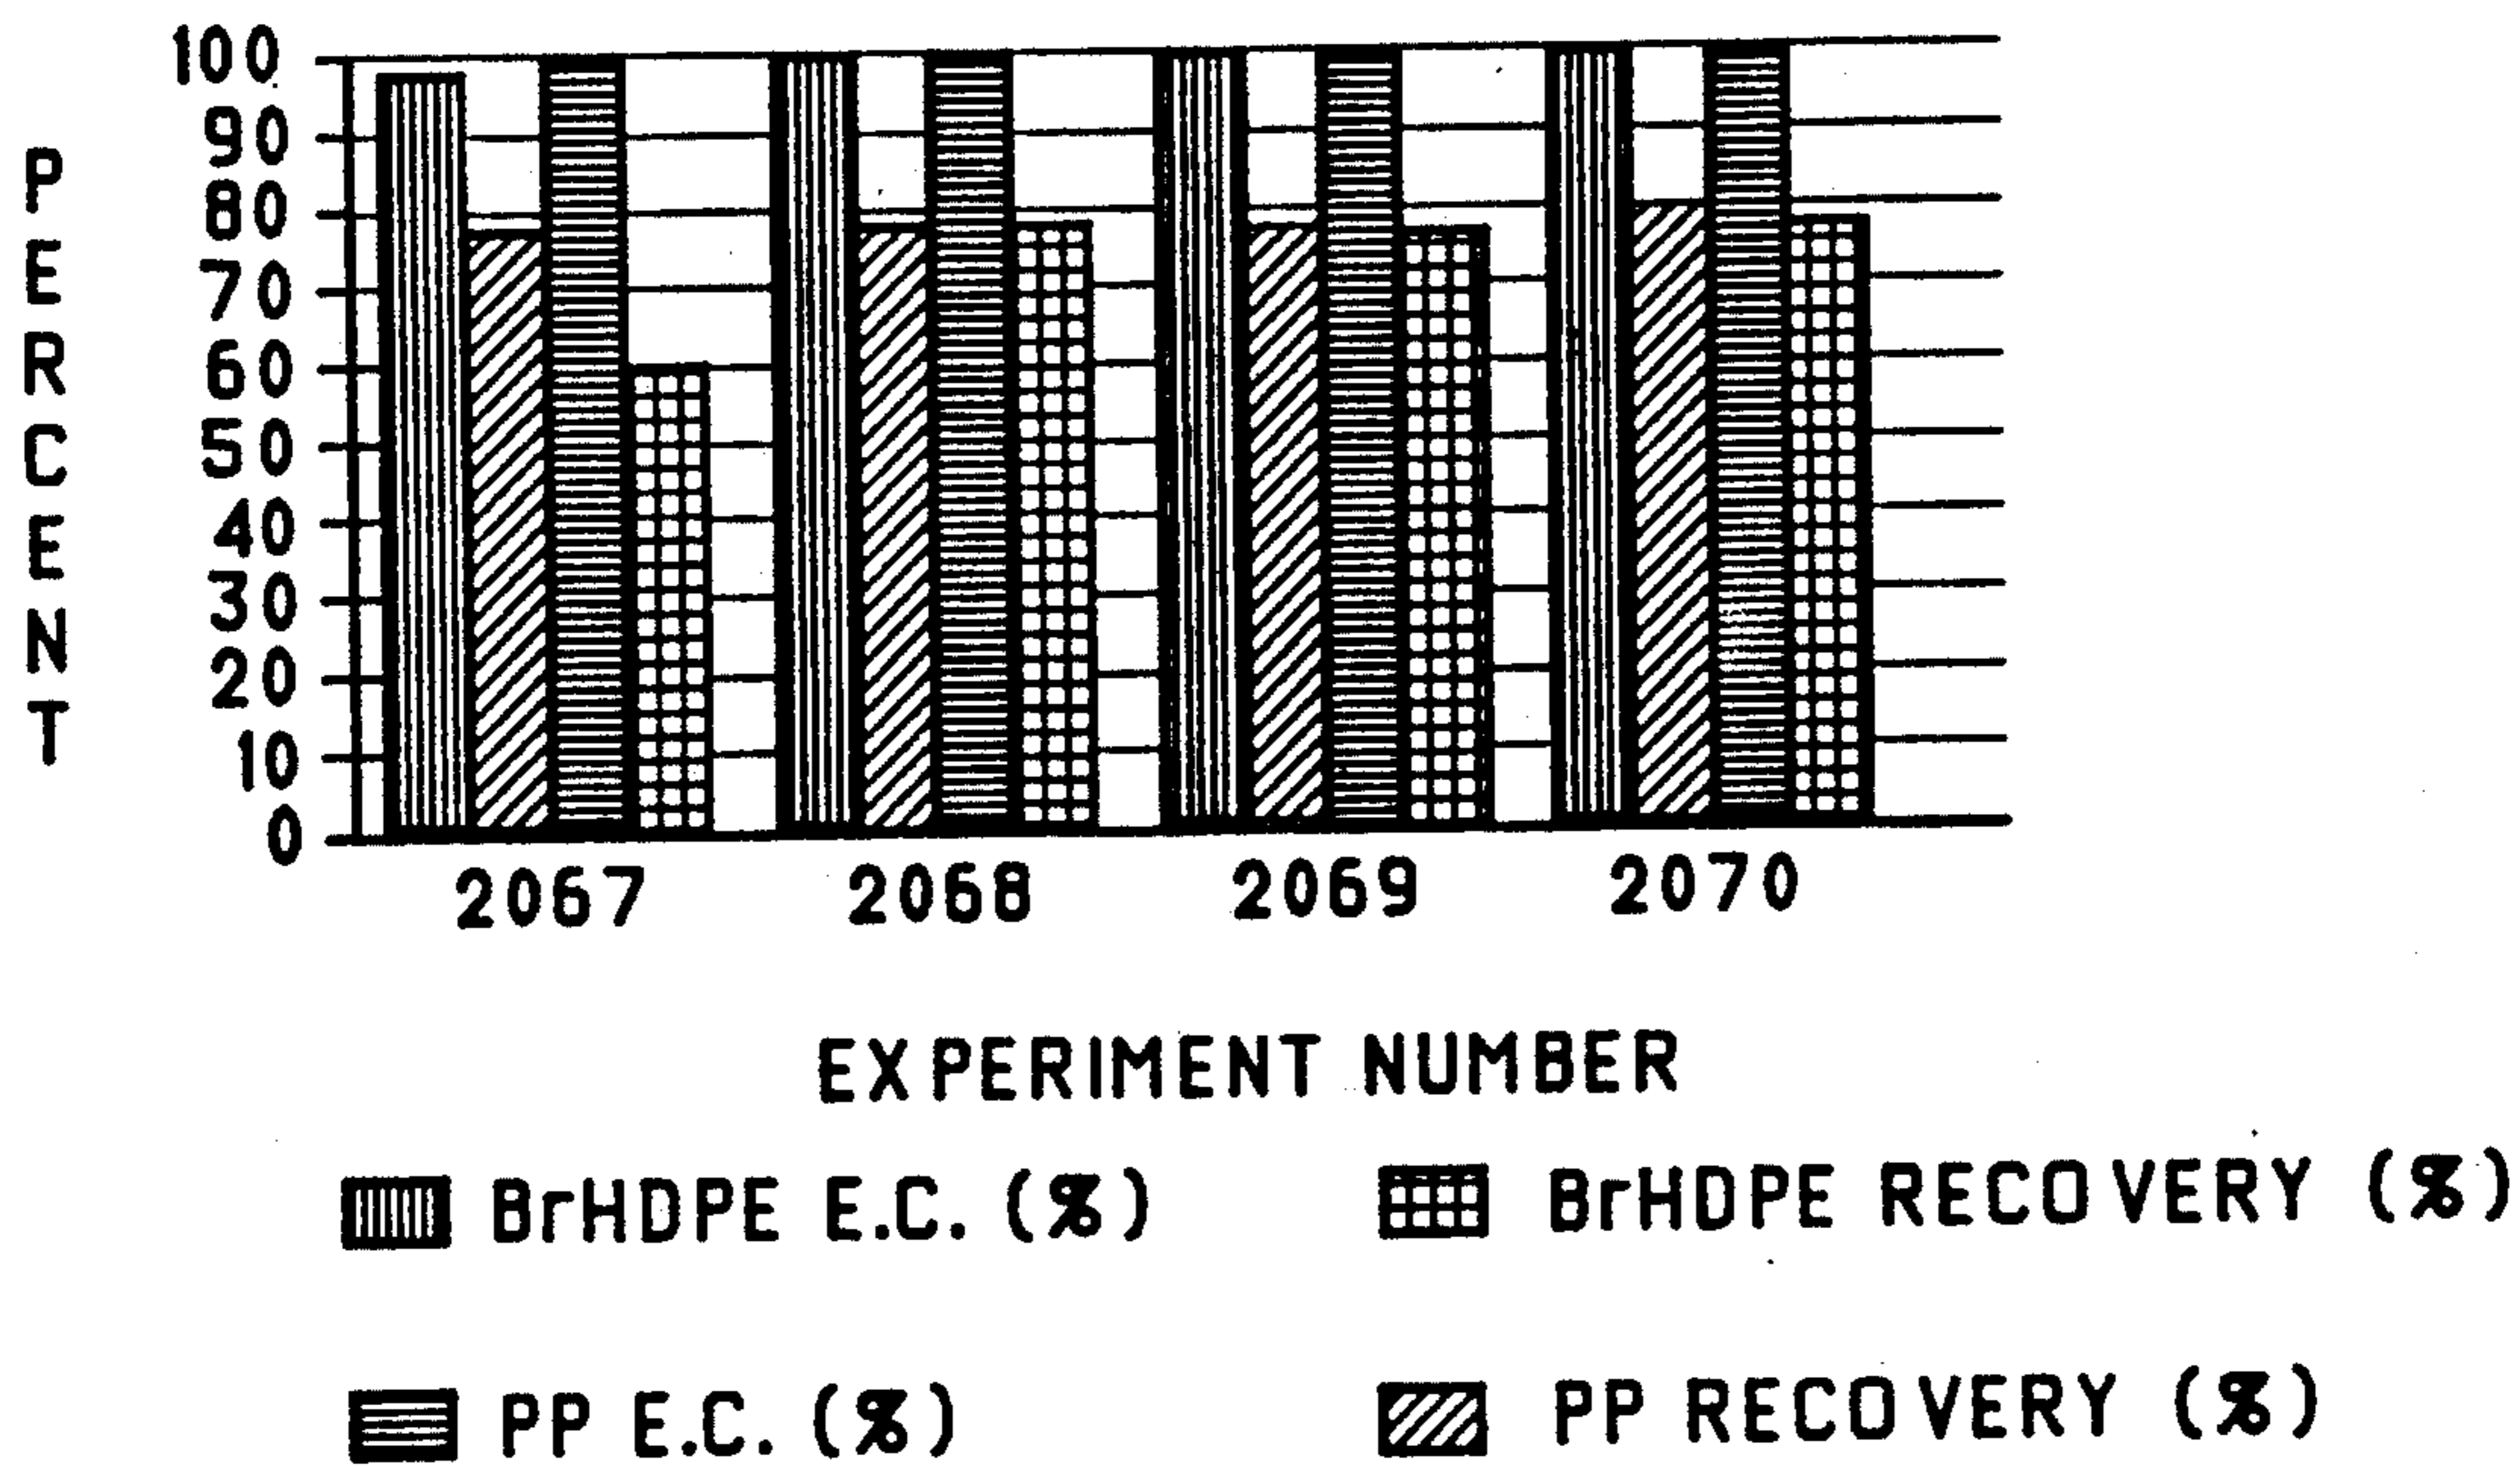 100
90
80
70
60
50
40
30
20
10
0
PERCENT
2067 2068 2069 2070
EXPERIMENT NUMBER
BrHDPE E.C. (%) BrHDPE RECOVERY (%)
PP E.C. (%) PP RECOVERY (%)